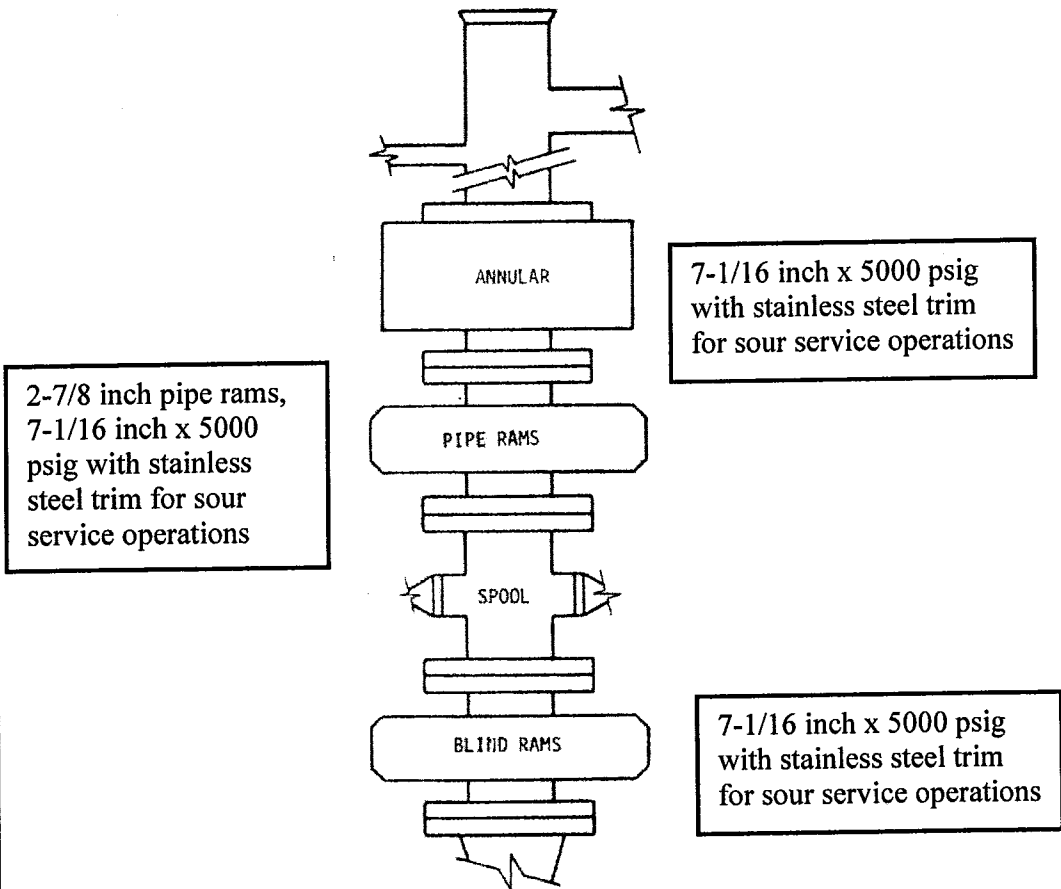 ANNULAR
7-1/16 inch x 5000 psig
with stainless steel trim
for sour service operations
2-7/8 inch pipe rams,
7-1/16 inch x 5000
psig with stainless
steel trim for sour
service operations
PIPE RAMS
SPOOL
BLIND RAMS
7-1/16 inch x 5000 psig
with stainless steel trim
for sour service operations